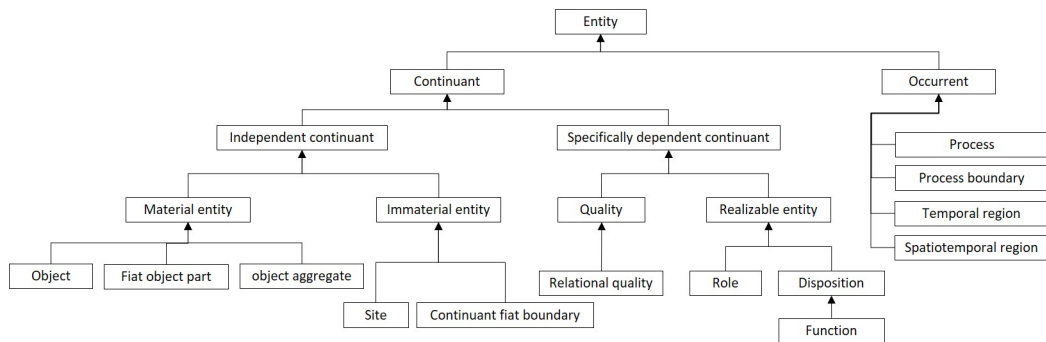 Entity
Continuant
Occurrent
Independent continuant
Specifically dependent continuant
Process
Process boundary
Material entity
Immaterial entity
Quality
Realizable entity
Temporal region
Spatiotemporal region
Object
Fiat object part
object aggregate
Relational quality
Role
Disposition
Site
Continuant fiat boundary
Function